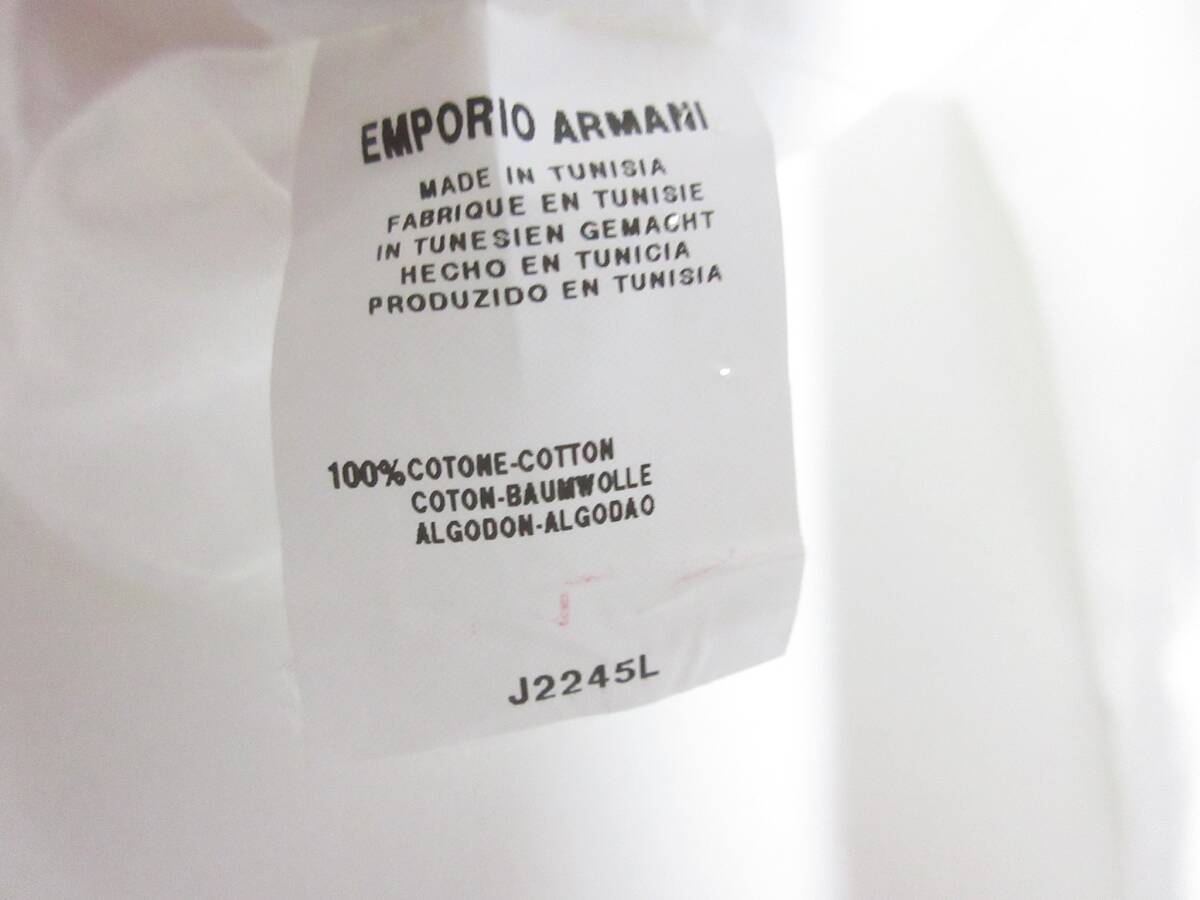 EMPORIO ARMANI
MADE IN TUNISIA
FABRIQUE EN TUNISIE
IN TUNESIEN GEMACHT
HECHO EN TUNICIA
PRODUZIDO EN TUNISIA
100% COTONE-COTTON
COTON-BAUMWOLLE
ALGODON-ALGODAO
J2245L